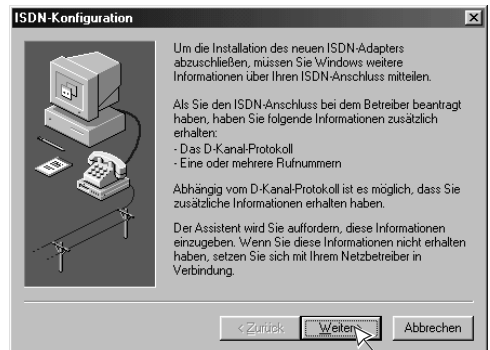 ISDN-Konfiguration
Um die Installation des neuen ISDN-Adapters
abzuschließen, müssen Sie Windows weitere
Informationen über Ihren ISDN-Anschluss mitteilen.
Als Sie den ISDN-Anschluss bei dem Betreiber beantragt
haben, haben Sie folgende Informationen zusätzlich
erhalten:
- Das D-Kanal-Protokoll
- Eine oder mehrere Rufnummern
Abhängig vom D-Kanal-Protokoll ist es möglich, dass Sie
zusätzliche Informationen erhalten haben.
Der Assistent wird Sie auffordern, diese Informationen
einzugeben. Wenn Sie diese Informationen nicht erhalten
haben, setzen Sie sich mit Ihrem Netzbetreiber in
Verbindung.
< Zurück Weiter > Abbrechen